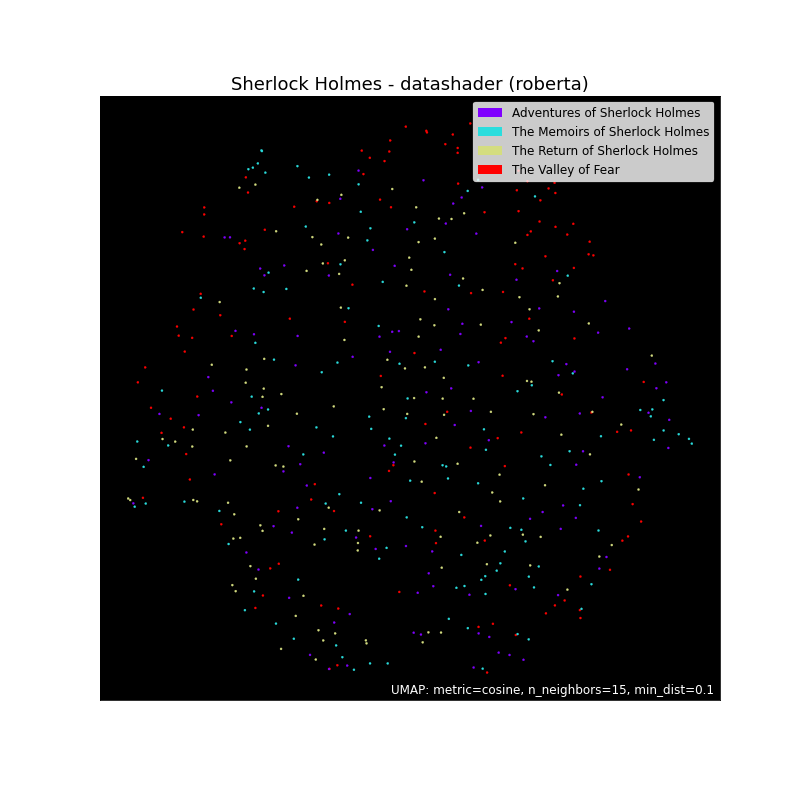 Sherlock Holmes - datashader (roberta)
Adventures of Sherlock Holmes
The Memoirs of Sherlock Holmes
The Return of Sherlock Holmes
The Valley of Fear
UMAP: metric=cosine, n_neighbors=15, min_dist=0.1